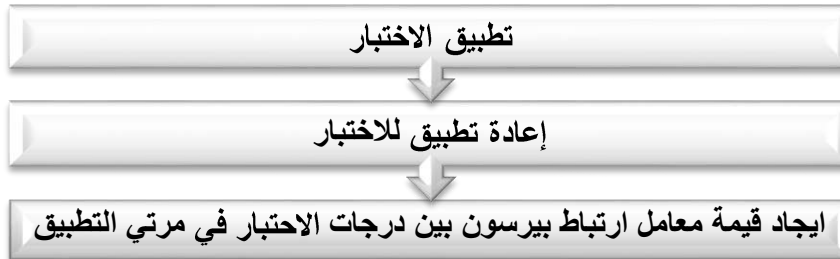 تطبيق الاختبار
إعادة تطبيق للاختبار
ايجاد قيمة معامل ارتباط بيرسون بين درجات الاحتبار في مرتي التطبيق